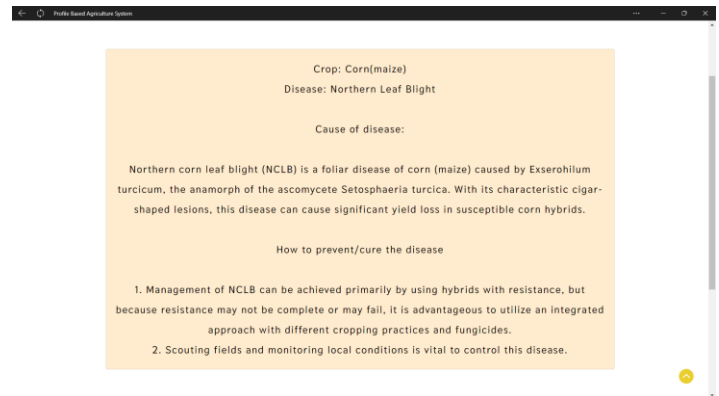 Profile Based Agriculture System
Crop: Corn(maize)
Disease: Northern Leaf Blight
Cause of disease:
Northern corn leaf blight (NCLB) is a foliar disease of corn (maize) caused by Exserohilum
turcicum, the anamorph of the ascomycete Setosphaeria turcica. With its characteristic cigar-
shaped lesions, this disease can cause significant yield loss in susceptible corn hybrids.
How to prevent/cure the disease
1. Management of NCLB can be achieved primarily by using hybrids with resistance, but
because resistance may not be complete or may fail, it is advantageous to utilize an integrated
approach with different cropping practices and fungicides.
2. Scouting fields and monitoring local conditions is vital to control this disease.